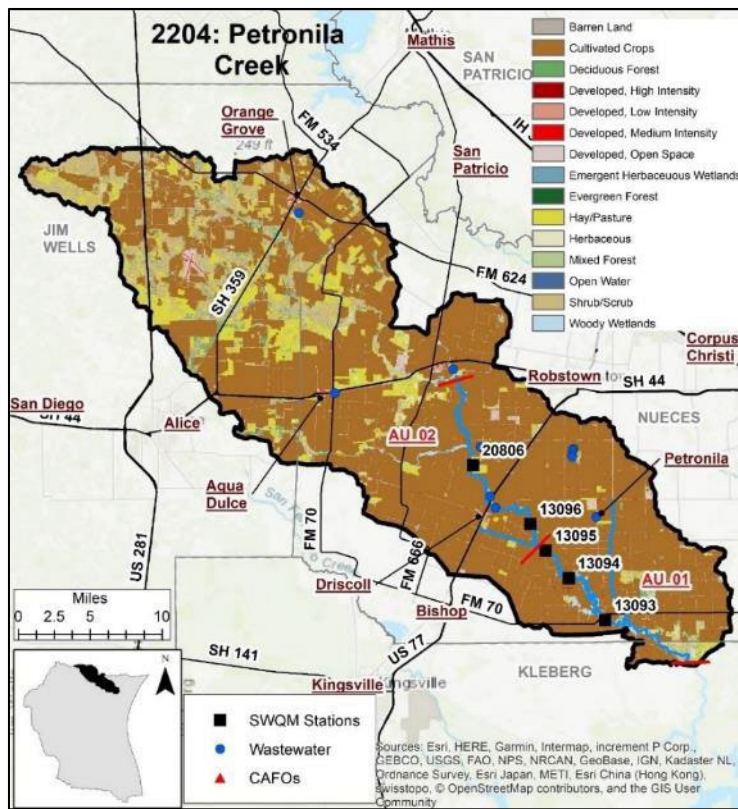 2204: Petronila
Creek
Mathis
SAN
PATRICIO
Orange
Grove
249 ft
FM 534
IH
San
Patricio
JIM
WELLS
SH 359
FM 624
Corpus
Christi
Robstown
SH 44
San Diego
SH 44
Alice
NUECES
AU_02
20806
Petronila
Agua
Dulce
13096
13095
13094
AU_01
13093
US 281
FM 70
FM 666
Driscoll
Bishop
FM 70
US 77
SH 141
Kingsville
Kingsville
KLEBERG
Barren Land
Cultivated Crops
Deciduous Forest
Developed, High Intensity
Developed, Low Intensity
Developed, Medium Intensity
Developed, Open Space
Emergent Herbaceuous Wetlands
Evergreen Forest
Hay/Pasture
Herbaceous
Mixed Forest
Open Water
Shrub/Scrub
Woody Wetlands
Miles
0 2.5 5 10
N
SWQM Stations
Wastewater
CAFOs
Sources: Esri, HERE, Garmin, Intermap, increment P Corp.,
GEBCO, USGS, FAO, NPS, NRCAN, GeoBase, IGN, Kadaster NL,
Ordnance Survey, Esri Japan, METI, Esri China (Hong Kong),
swisstopo, © OpenStreetMap contributors, and the GIS User
Community